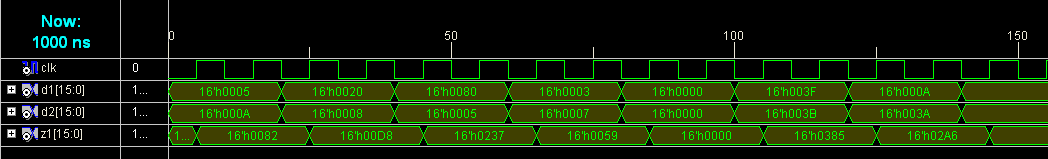 Now:
1000 ns
0 50 100 150
clk 0
d1[15:0] 1... 16'h0005 16'h0020 16'h0080 16'h0003 16'h0000 16'h003F 16'h000A
d2[15:0] 1... 16'h000A 16'h0008 16'h0005 16'h0007 16'h0000 16'h003B 16'h003A
z1[15:0] 1... 1... 16'h0082 16'h00D8 16'h0237 16'h0059 16'h0000 16'h0385 16'h02A6